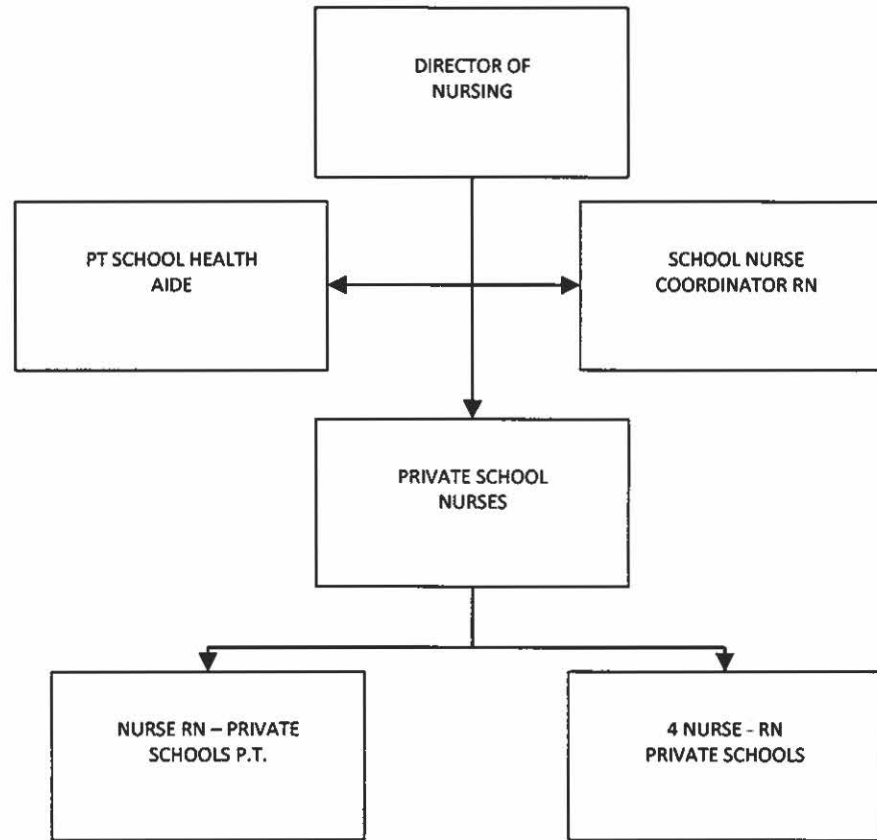 DIRECTOR OF
NURSING
PT SCHOOL HEALTH
AIDE
SCHOOL NURSE
COORDINATOR RN
PRIVATE SCHOOL
NURSES
NURSE RN – PRIVATE
SCHOOLS P.T.
4 NURSE - RN
PRIVATE SCHOOLS